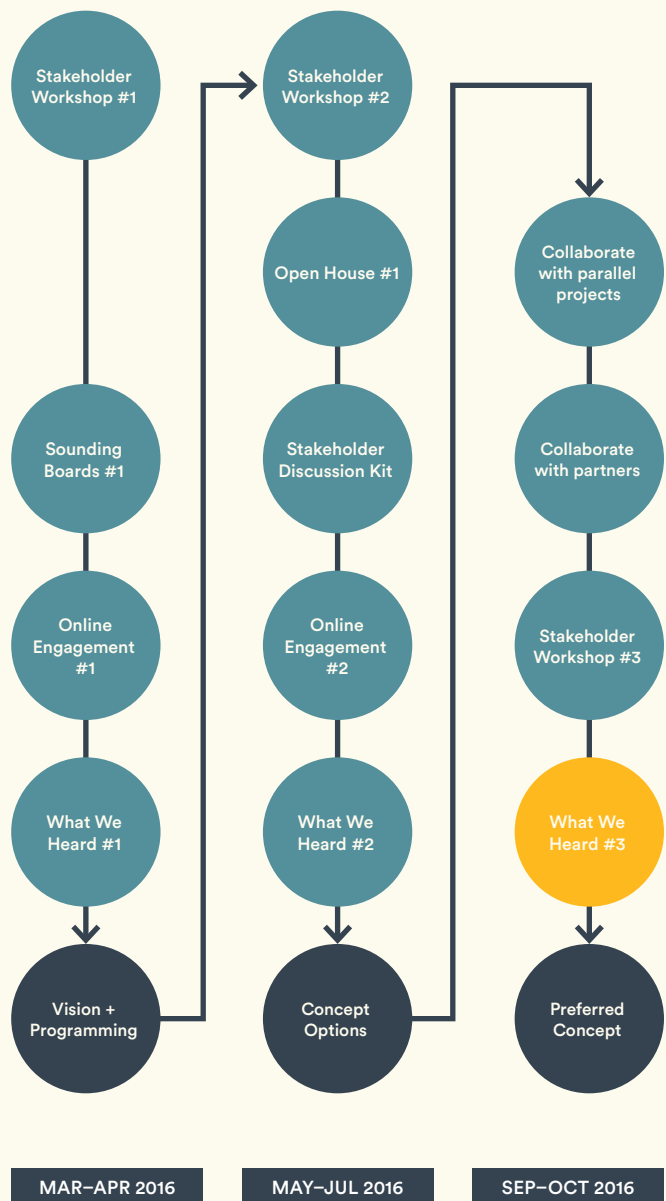 Stakeholder
Workshop #1
Sounding
Boards #1
Online
Engagement
#1
What We
Heard #1
Vision +
Programming
MAR–APR 2016
Stakeholder
Workshop #2
Open House #1
Stakeholder
Discussion Kit
Online
Engagement
#2
What We
Heard #2
Concept
Options
MAY–JUL 2016
Collaborate
with parallel
projects
Collaborate
with partners
Stakeholder
Workshop #3
What We
Heard #3
Preferred
Concept
SEP–OCT 2016